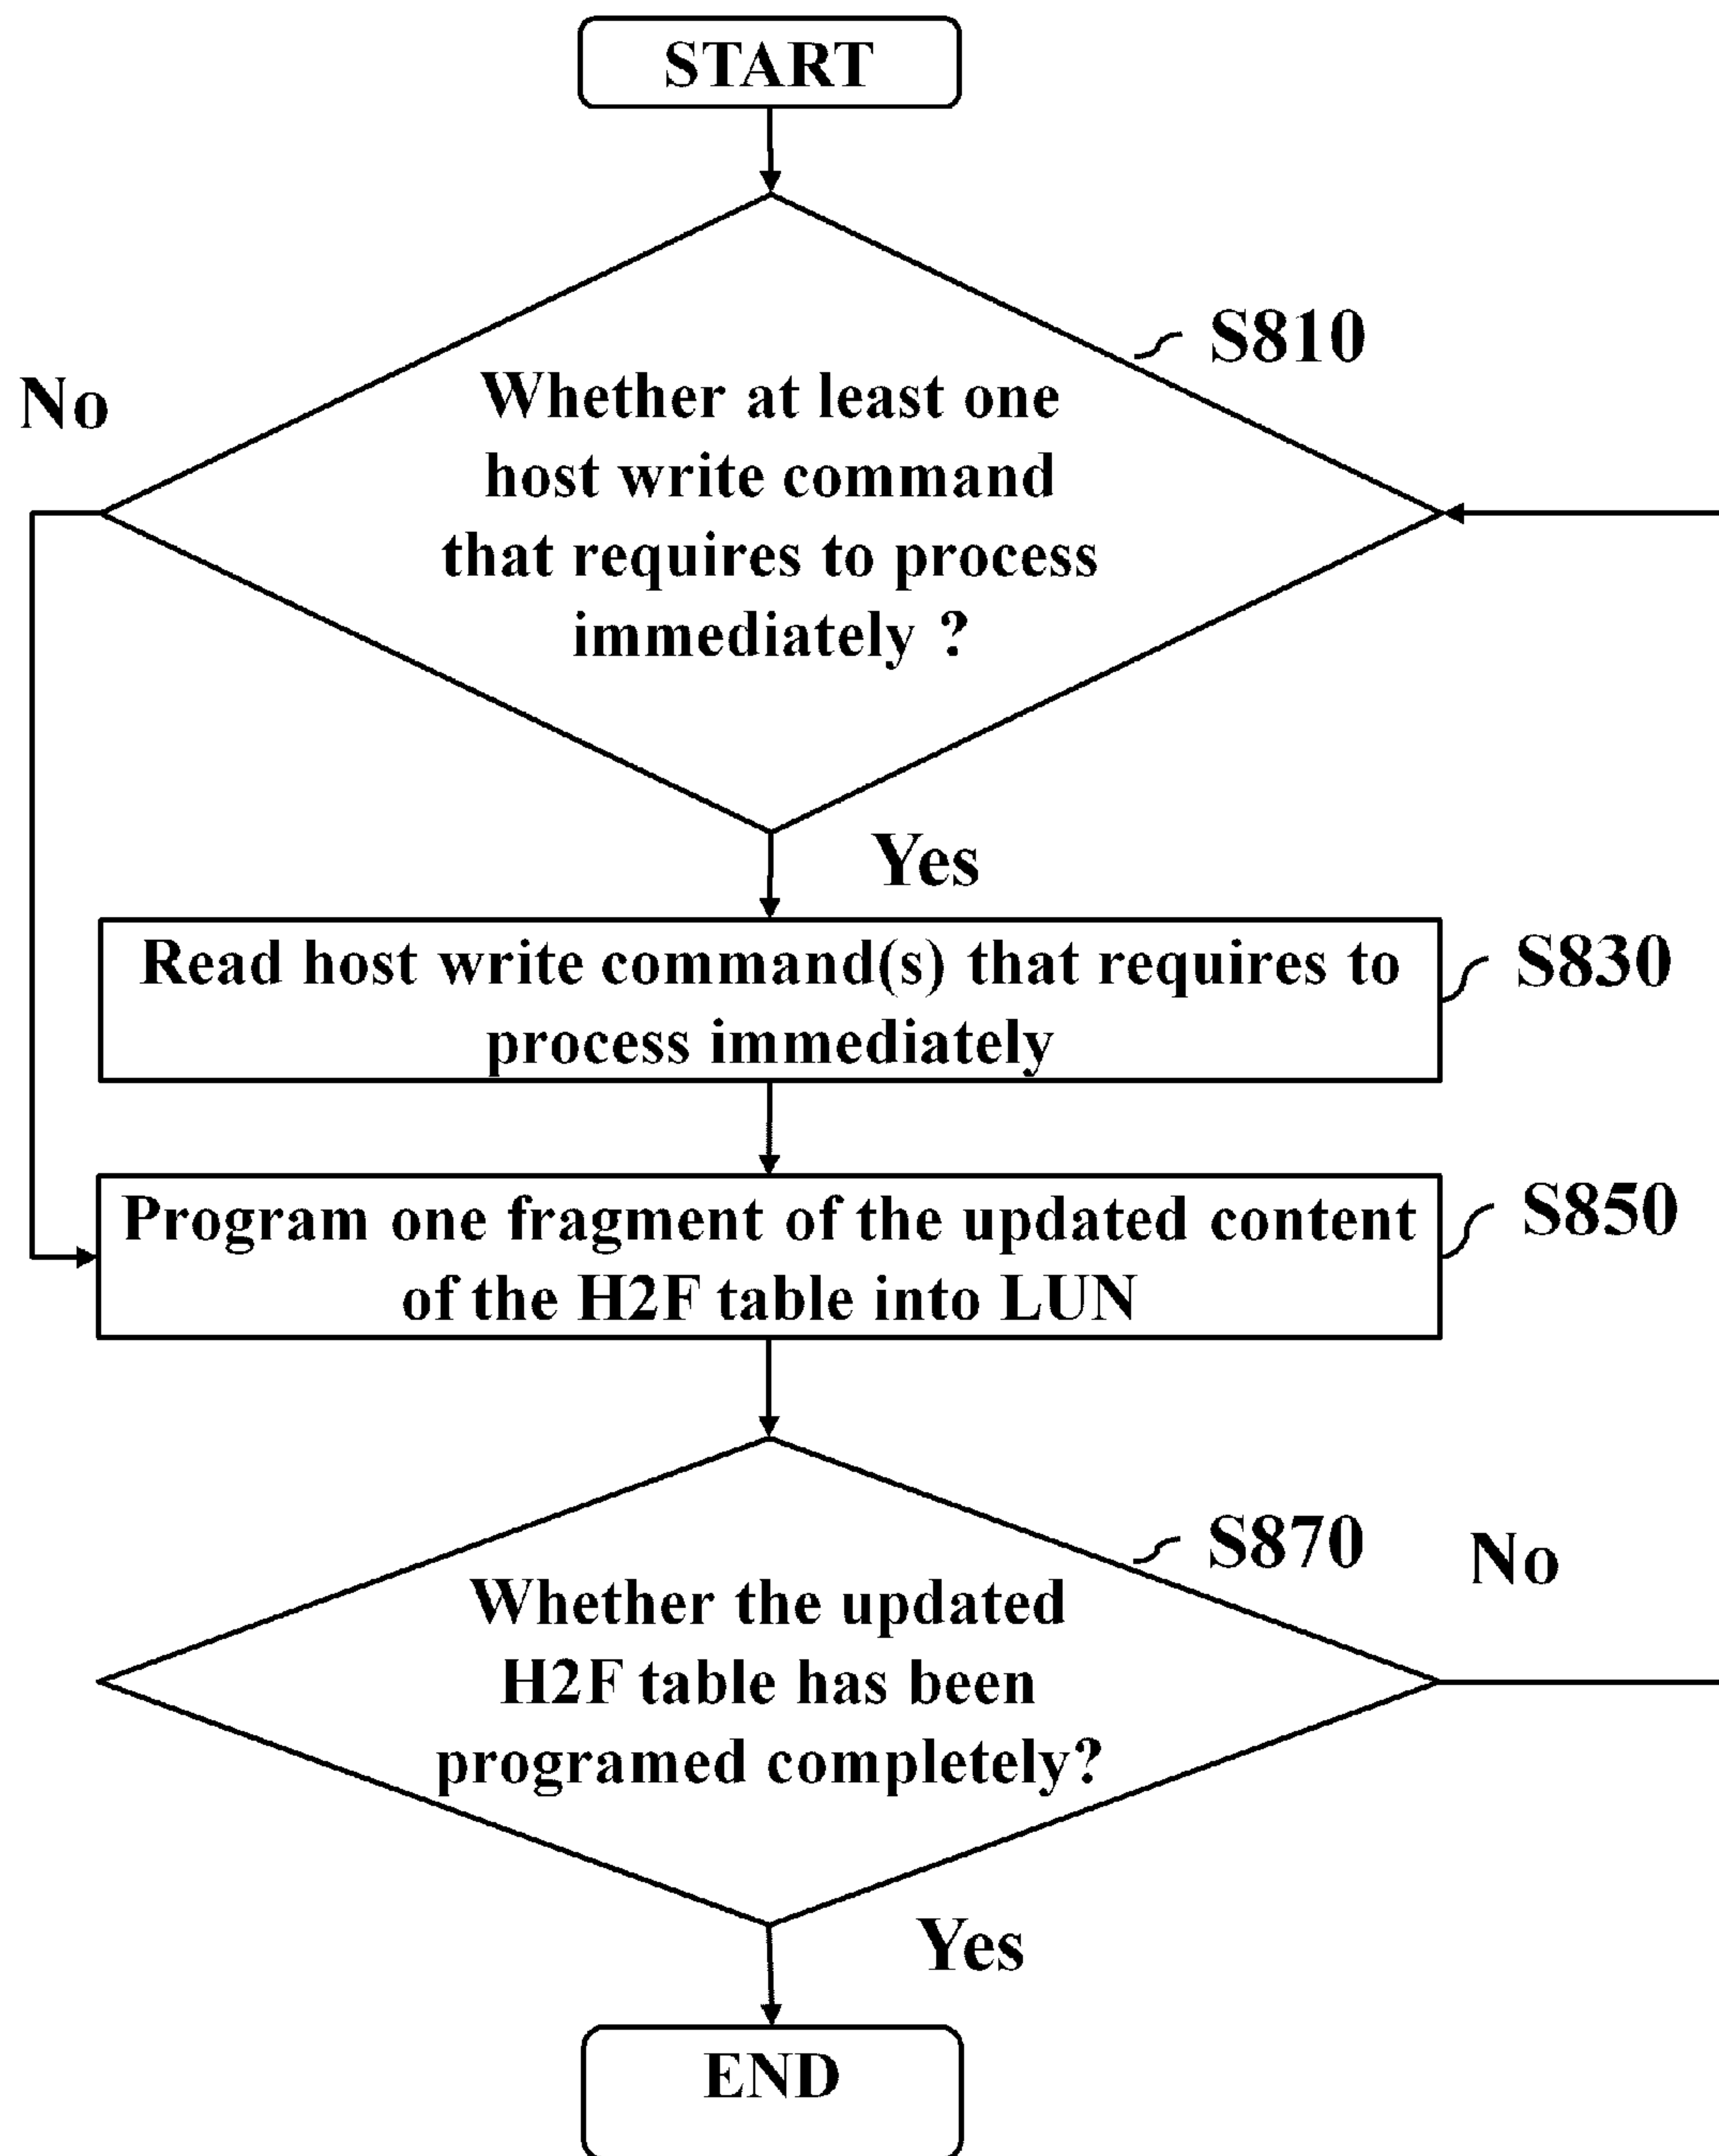 START
S810
No
Whether at least one
host write command
that requires to process
immediately ?
Yes
Read host write command(s) that requires to
process immediately
S830
Program one fragment of the updated content
of the H2F table into LUN
S850
S870
No
Whether the updated
H2F table has been
programed completely?
Yes
END